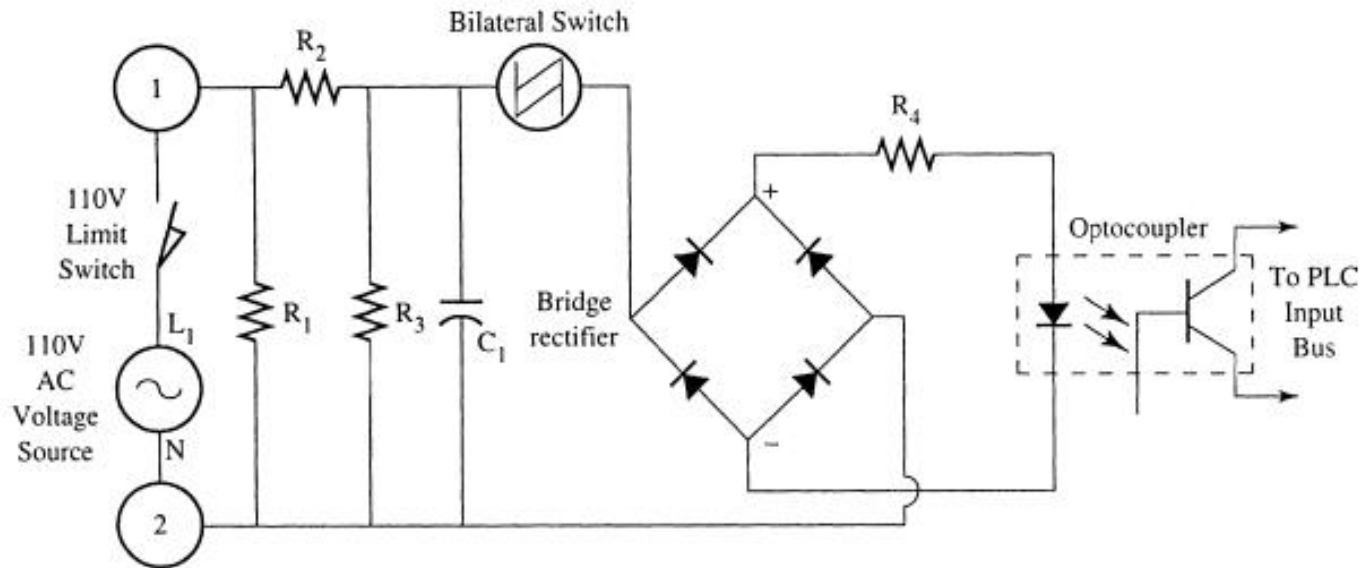 Bilateral Switch
R2
1
R4
110V
Limit
Switch
+
Optocoupler
To PLC
Input
Bus
R1
R3
C1
Bridge
rectifier
L1
110V
AC
Voltage
Source
N
−
2